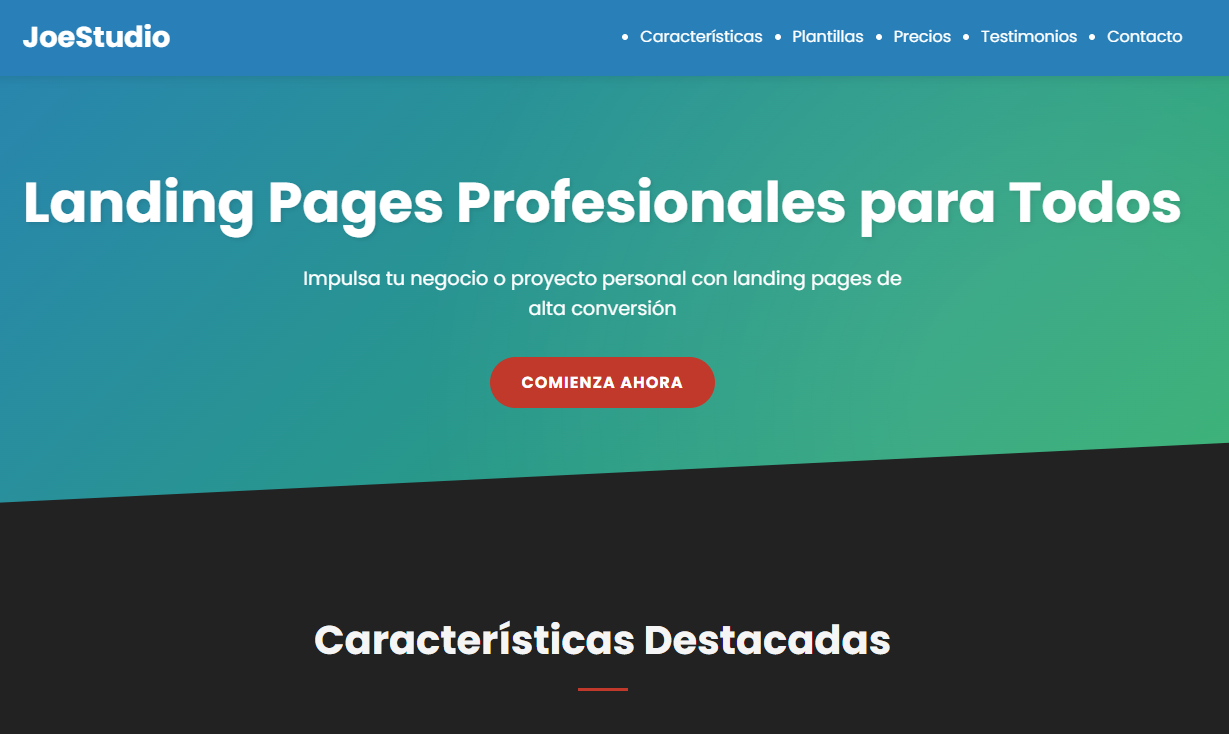 JoeStudio
Características
Plantillas
Precios
Testimonios
Contacto
Landing Pages Profesionales para Todos
Impulsa tu negocio o proyecto personal con landing pages de
alta conversión
COMIENZA AHORA
Características Destacadas